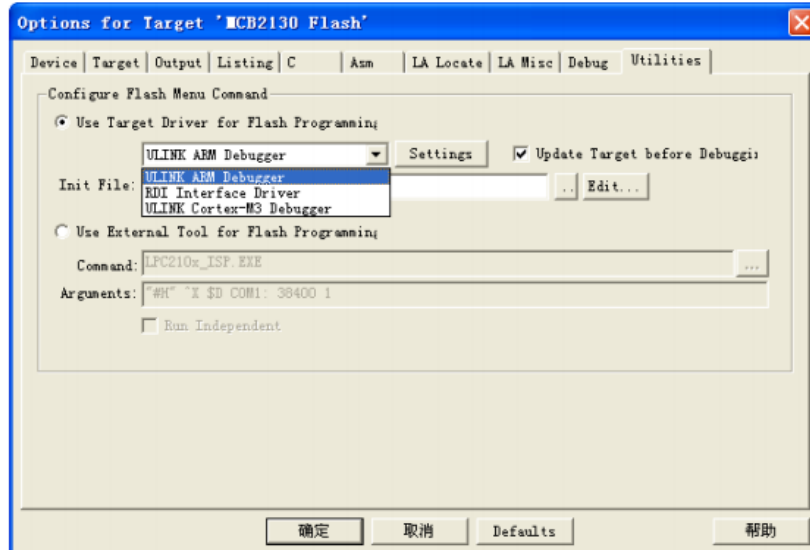 Options for Target 'MCB2130 Flash'
Device Target Output Listing C Asm LA Locate LA Misc Debug Utilities
Configure Flash Menu Command
Use Target Driver for Flash Programming
ULINK ARM Debugger Settings Update Target before Debuggin
ULINK ARM Debugger
Init File: RDI Interface Driver .. Edit...
ULINK Cortex-M3 Debugger
Use External Tool for Flash Programming
Command: LPC210x_ISP.EXE ...
Arguments: "#H" ^X $D COM1: 38400 1
Run Independent
确定 取消 Defaults 帮助